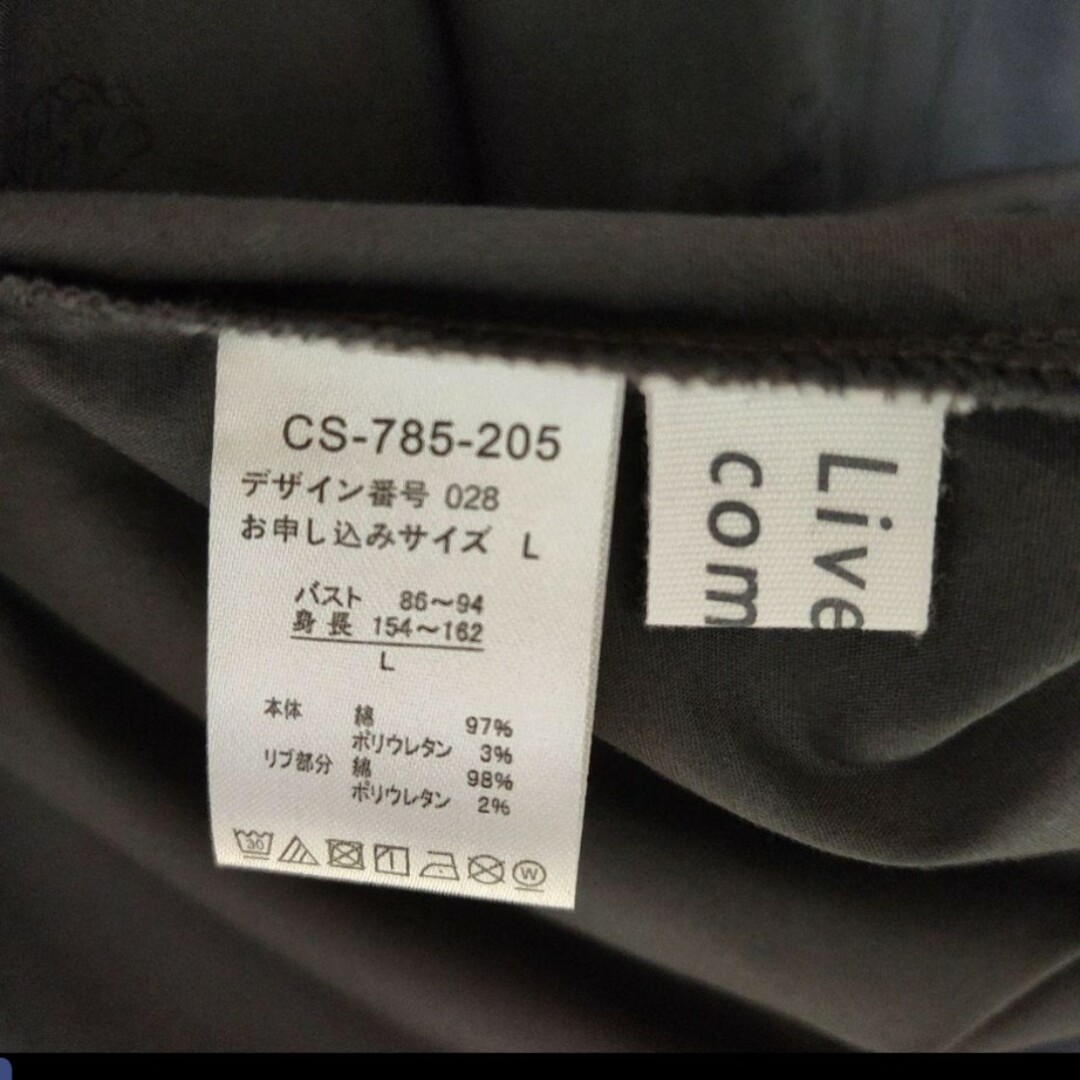 CS-785-205
デザイン番号 028
お申し込みサイズ L
バスト 86～94
身長 154～162
L
本体 綿 97%
ポリウレタン 3%
リブ部分 綿 98%
ポリウレタン 2%
30
W
Live
com